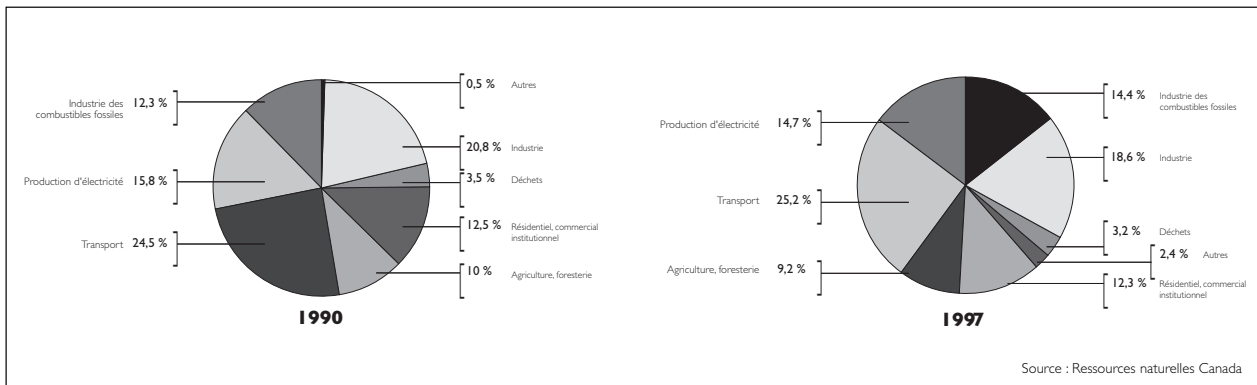 0,5 % Autres
Industrie des
combustibles fossiles
12,3 %
20,8 % Industrie
3,5 % Déchets
Production d'électricité 15,8 %
12,5 % Résidentiel, commercial
institutionnel
Transport 24,5 %
10 % Agriculture, foresterie
1990
14,4 % Industrie des
combustibles fossiles
Production d'électricité 14,7 %
18,6 % Industrie
Transport 25,2 %
3,2 % Déchets
2,4 % Autres
Agriculture, foresterie 9,2 %
12,3 % Résidentiel, commercial
institutionnel
1997
Source : Ressources naturelles Canada